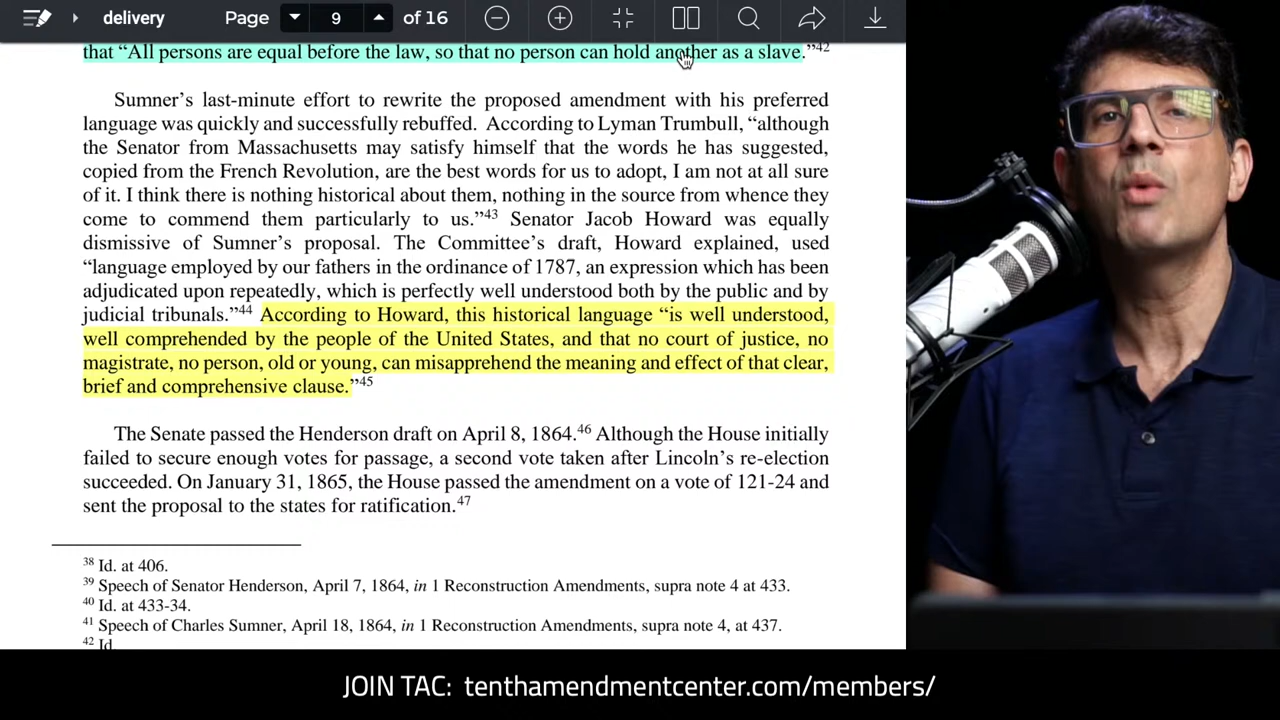 delivery Page 9 of 16
that “All persons are equal before the law, so that no person can hold another as a slave.”42
Sumner’s last-minute effort to rewrite the proposed amendment with his preferred
language was quickly and successfully rebuffed. According to Lyman Trumbull, “although
the Senator from Massachusetts may satisfy himself that the words he has suggested,
copied from the French Revolution, are the best words for us to adopt, I am not at all sure
of it. I think there is nothing historical about them, nothing in the source from whence they
come to commend them particularly to us.”43 Senator Jacob Howard was equally
dismissive of Sumner’s proposal. The Committee’s draft, Howard explained, used
“language employed by our fathers in the ordinance of 1787, an expression which has been
adjudicated upon repeatedly, which is perfectly well understood both by the public and by
judicial tribunals.”44 According to Howard, this historical language “is well understood,
well comprehended by the people of the United States, and that no court of justice, no
magistrate, no person, old or young, can misapprehend the meaning and effect of that clear,
brief and comprehensive clause.”45
The Senate passed the Henderson draft on April 8, 1864.46 Although the House initially
failed to secure enough votes for passage, a second vote taken after Lincoln’s re-election
succeeded. On January 31, 1865, the House passed the amendment on a vote of 121-24 and
sent the proposal to the states for ratification.47
38 Id. at 406.
39 Speech of Senator Henderson, April 7, 1864, in 1 Reconstruction Amendments, supra note 4 at 433.
40 Id. at 433-34.
41 Speech of Charles Sumner, April 18, 1864, in 1 Reconstruction Amendments, supra note 4, at 437.
42 Id
JOIN TAC: tenthamendmentcenter.com/members/